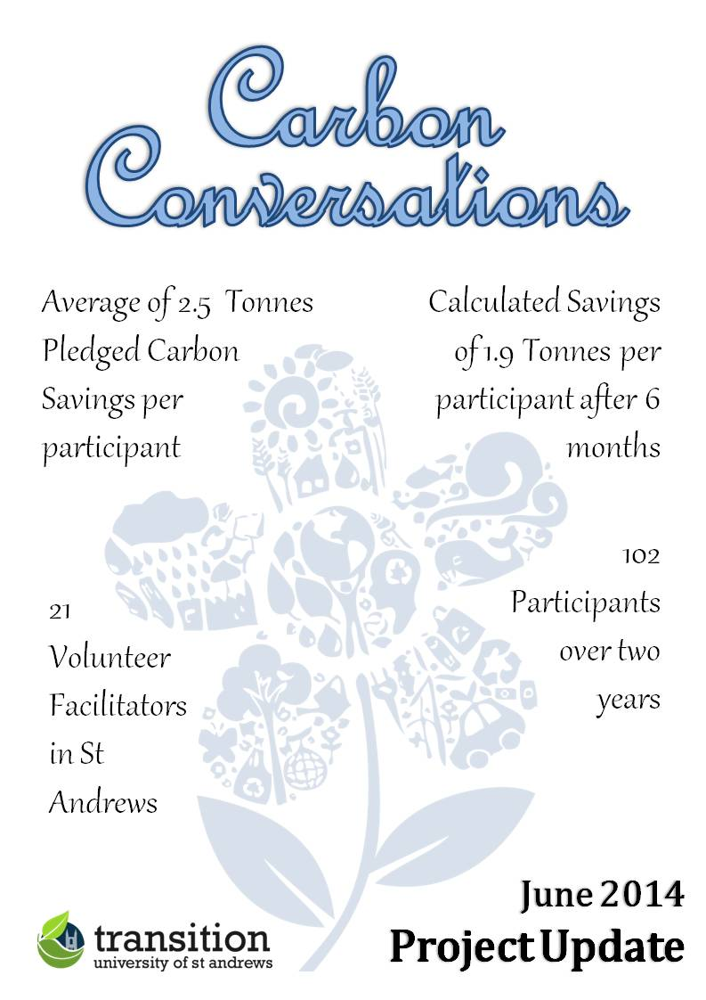 Carbon
Conversations
Average of 2.5 Tonnes
Pledged Carbon
Savings per
participant
Calculated Savings
of 1.9 Tonnes per
participant after 6
months
21
Volunteer
Facilitators
in St
Andrews
102
Participants
over two
years
June 2014
Project Update
transition
university of st andrews